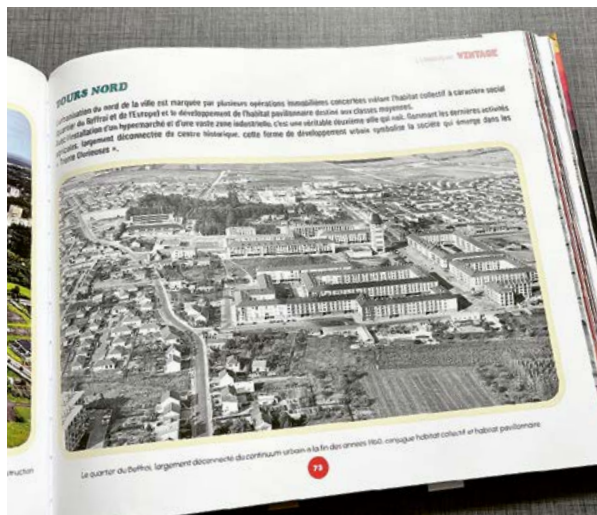 VINTAGE
TOURS NORD
L'urbanisation du nord de la ville est marquée par plusieurs opérations immobilières concertées mêlant l'habitat collectif à caractère social
(quartier du Beffroi et de l'Europe) et le développement de l'habitat pavillonnaire destiné aux classes moyennes.
Avec l'installation d'un hypermarché et d'une vaste zone industrielle, c'est une véritable deuxième ville qui naît. Gommant les dernières activités
agricoles, largement déconnectée du centre historique, cette forme de développement urbain symbolise la société qui émerge dans les
« Trente Glorieuses ».
Le quartier du Beffroi, largement déconnecté du continuum urbain à la fin des années 1960, conjugue habitat collectif et habitat pavillonnaire.
73